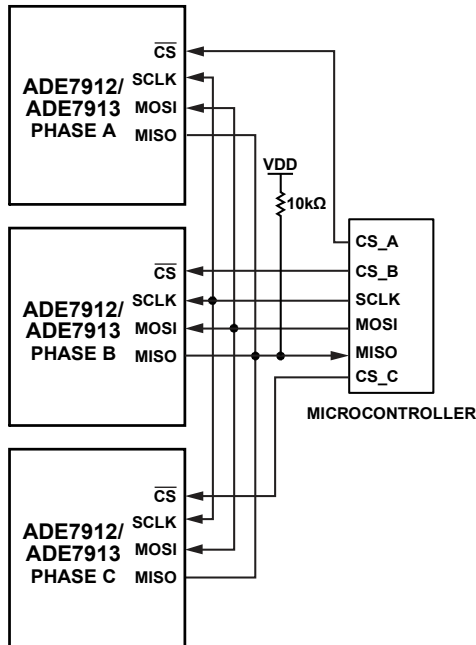 CS
SCLK
ADE7912/
ADE7913
PHASE A
MOSI
MISO
VDD
10kΩ
CS
SCLK
ADE7912/
ADE7913
PHASE B
MOSI
MISO
CS_A
CS_B
SCLK
MOSI
MISO
CS_C
MICROCONTROLLER
CS
SCLK
ADE7912/
ADE7913
PHASE C
MOSI
MISO